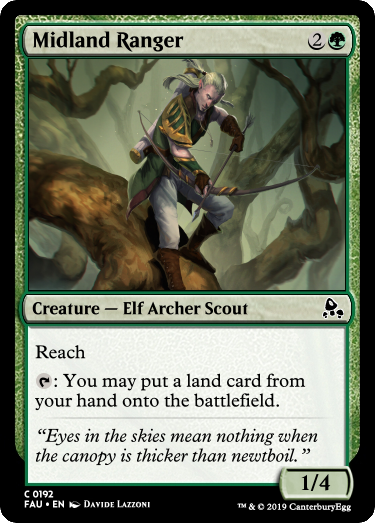 Midland Ranger 2
Creature — Elf Archer Scout
Reach
: You may put a land card from
your hand onto the battlefield.
“Eyes in the skies mean nothing when
the canopy is thicker than newtboil.”
1/4
C 0192
FAU • EN Davide Lazzoni
™ & © 2019 CanterburyEgg